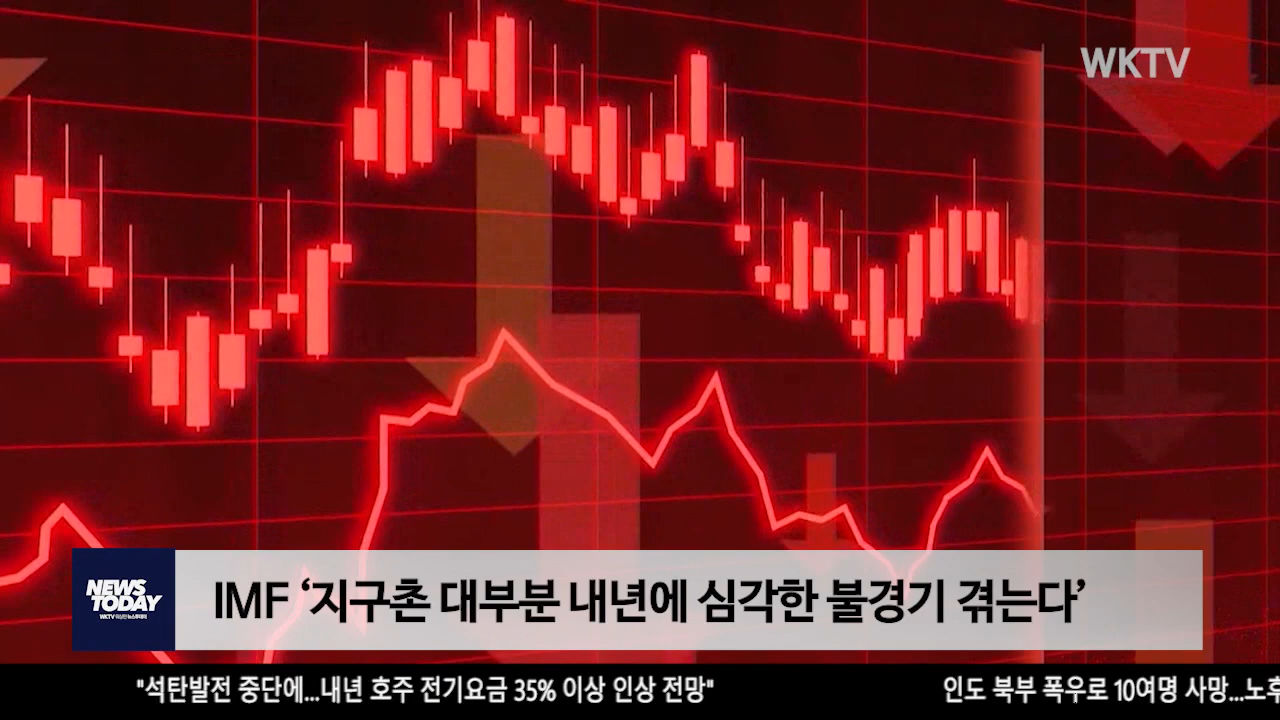 WKTV
NEWS
TODAY
IMF ‘지구촌 대부분 내년에 심각한 불경기 겪는다’
"석탄발전 중단에...내년 호주 전기요금 35% 이상 인상 전망"
인도 북부 폭우로 10여명 사망...노후